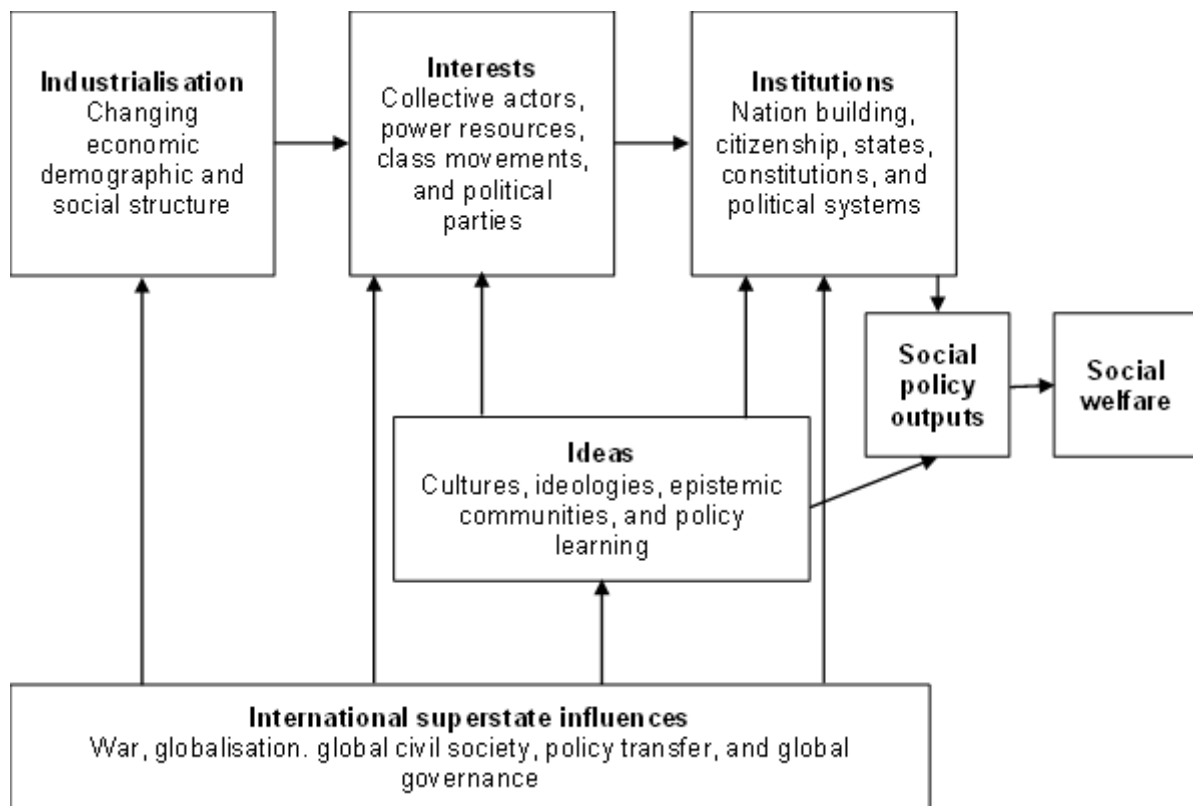 Industrialisation
Changing
economic
demographic and
social structure
Interests
Collective actors,
power resources,
class movements,
and political
parties
Institutions
Nation building,
citizenship, states,
constitutions, and
political systems
Social
policy
outputs
Social
welfare
Ideas
Cultures, ideologies, epistemic
communities, and policy
learning
International superstate influences
War, globalisation. global civil society, policy transfer, and global
governance